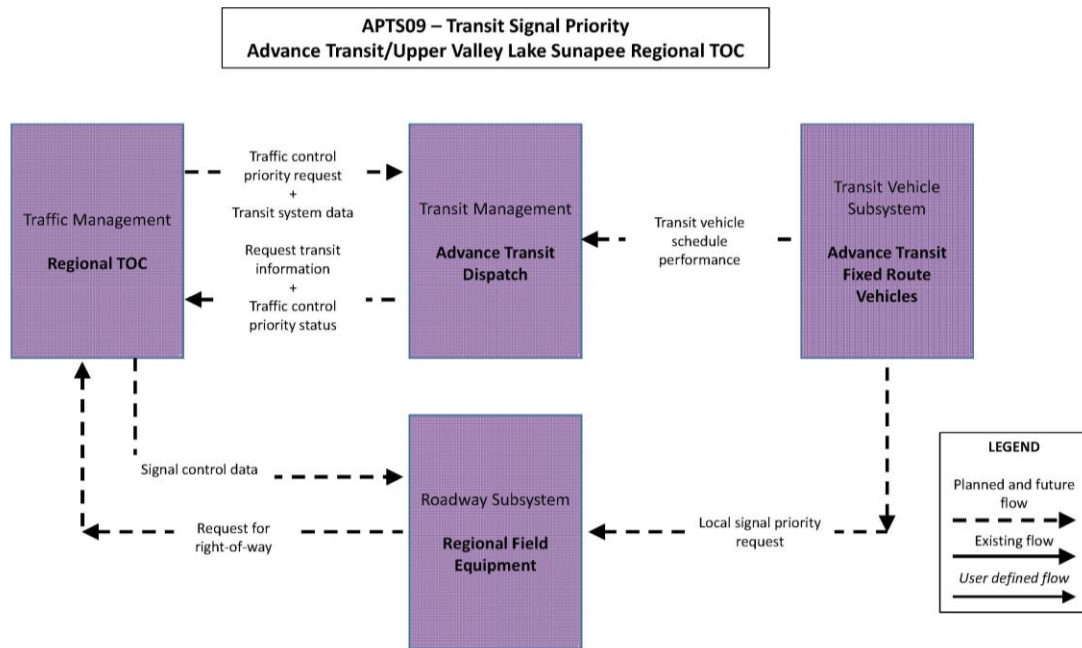 APTS09 – Transit Signal Priority
Advance Transit/Upper Valley Lake Sunapee Regional TOC
Traffic Management
Regional TOC
Traffic control
priority request
+
Transit system data
Request transit
information
+
Traffic control
priority status
Transit Management
Advance Transit
Dispatch
Transit vehicle
schedule
performance
Transit Vehicle
Subsystem
Advance Transit
Fixed Route
Vehicles
Signal control data
Request for
right-of-way
Roadway Subsystem
Regional Field
Equipment
Local signal priority
request
LEGEND
Planned and future
flow
Existing flow
User defined flow